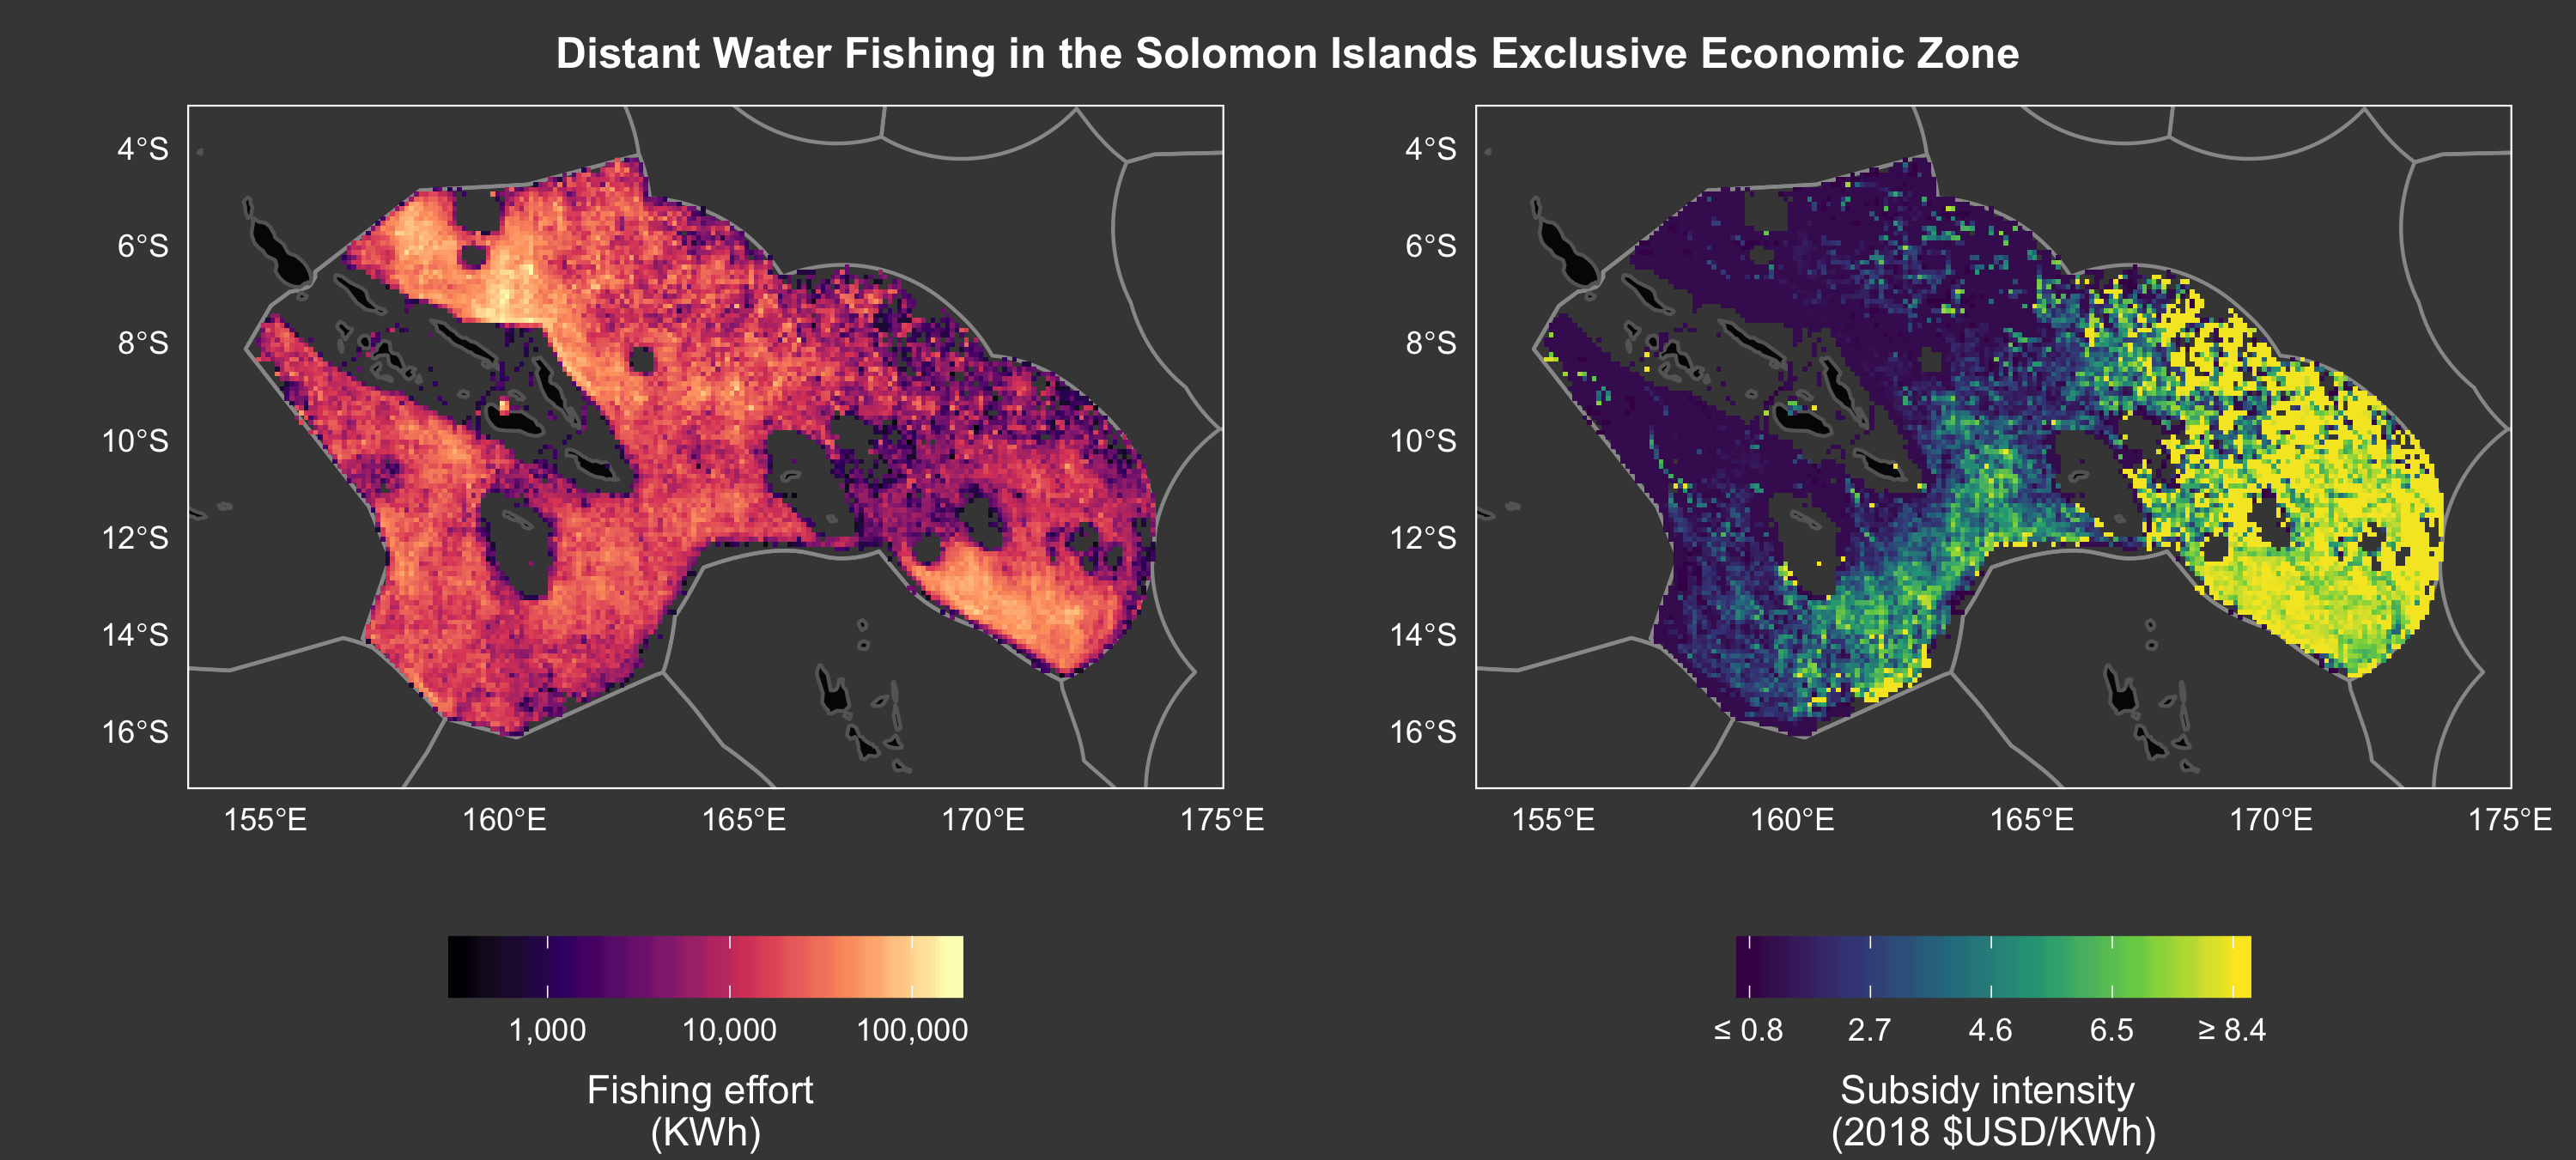 Distant Water Fishing in the Solomon Islands Exclusive Economic Zone
4°S
6°S
8°S
10°S
12°S
14°S
16°S
155°E 160°E 165°E 170°E 175°E
4°S
6°S
8°S
10°S
12°S
14°S
16°S
155°E 160°E 165°E 170°E 175°E
1,000 10,000 100,000
Fishing effort
(KWh)
≤ 0.8 2.7 4.6 6.5 ≥ 8.4
Subsidy intensity
(2018 $USD/KWh)